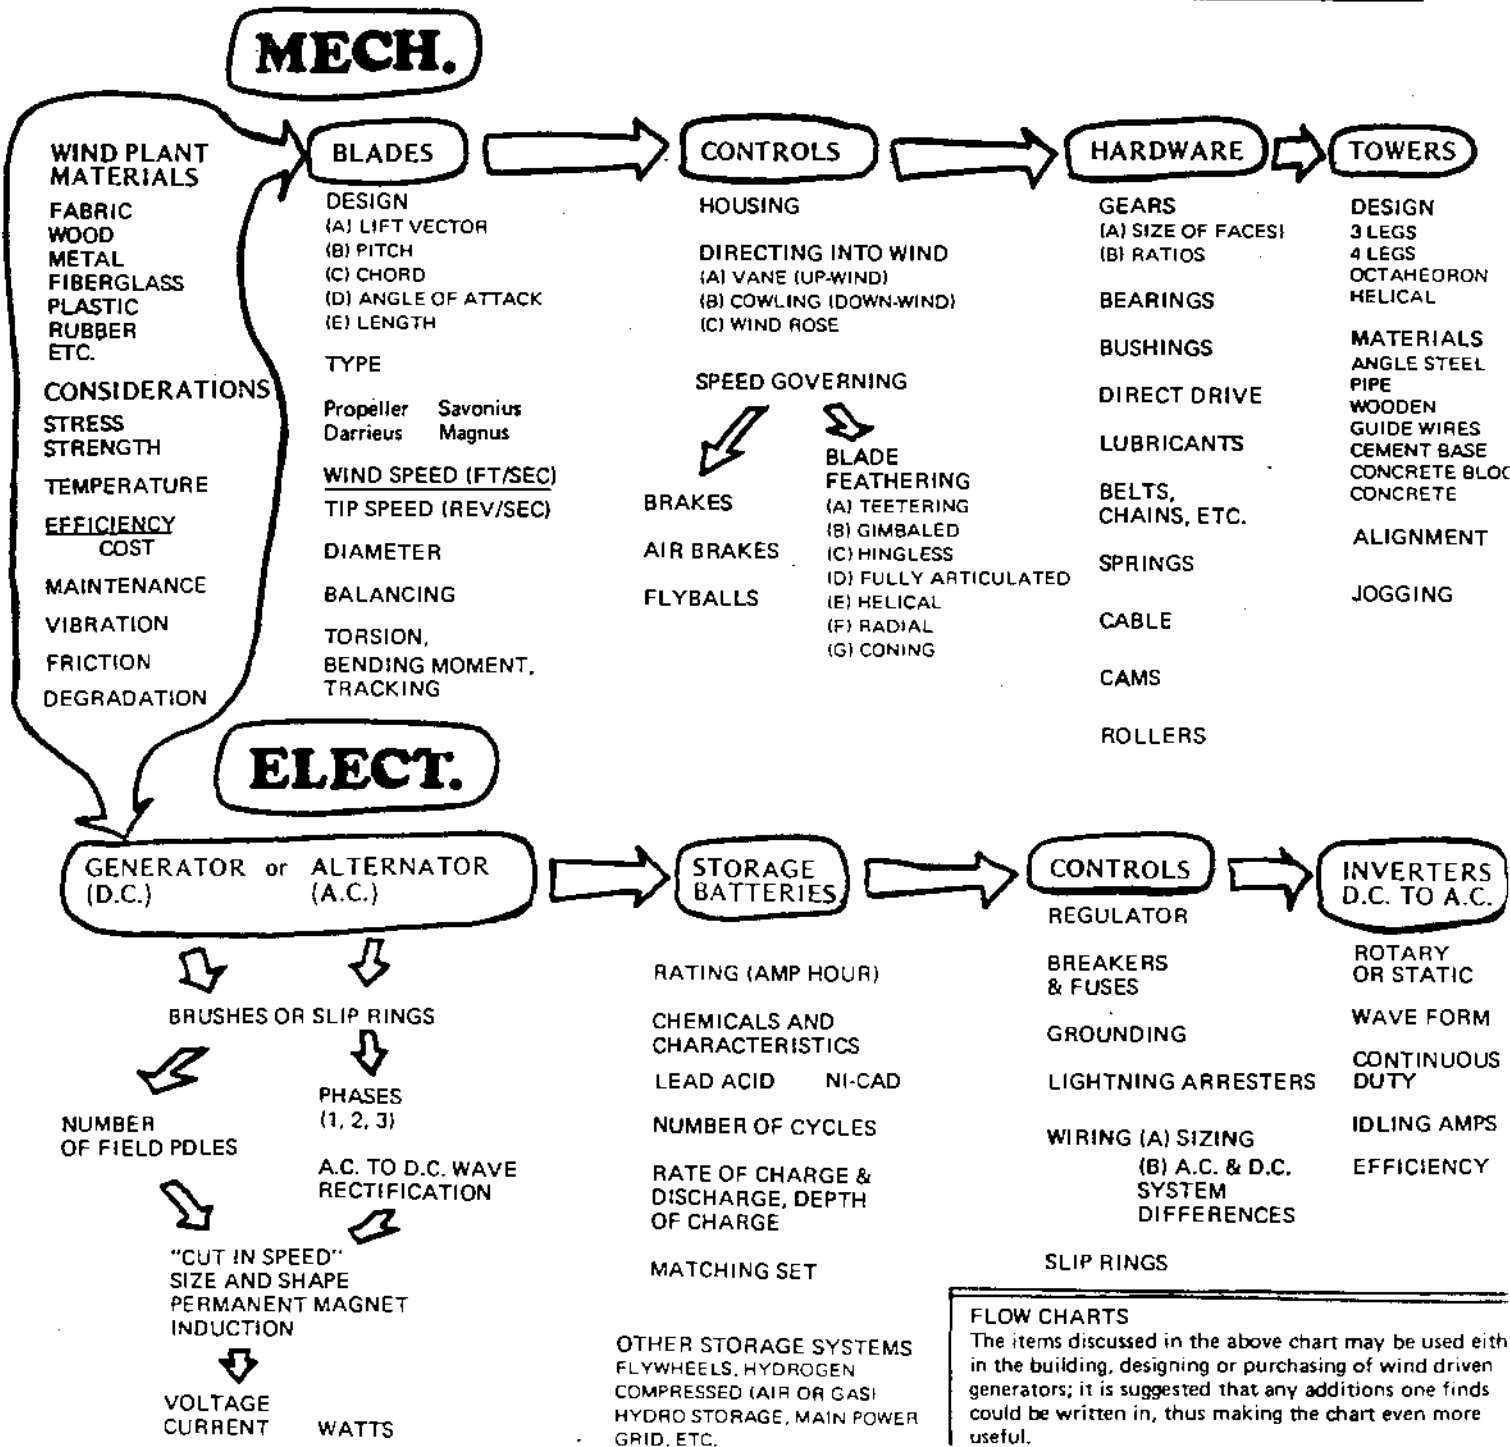 MECH.
WIND PLANT
MATERIALS
FABRIC
WOOD
METAL
FIBERGLASS
PLASTIC
RUBBER
ETC.
CONSIDERATIONS
STRESS
STRENGTH
TEMPERATURE
EFFICIENCY
COST
MAINTENANCE
VIBRATION
FRICTION
DEGRADATION
BLADES
DESIGN
(A) LIFT VECTOR
(B) PITCH
(C) CHORD
(D) ANGLE OF ATTACK
(E) LENGTH
TYPE
Propeller Savonius
Darrieus Magnus
WIND SPEED (FT/SEC)
TIP SPEED (REV/SEC)
DIAMETER
BALANCING
TORSION,
BENDING MOMENT,
TRACKING
CONTROLS
HOUSING
DIRECTING INTO WIND
(A) VANE (UP-WIND)
(B) COWLING (DOWN-WIND)
(C) WIND ROSE
SPEED GOVERNING
BRAKES
AIR BRAKES
FLYBALLS
BLADE
FEATHERING
(A) TEETERING
(B) GIMBALED
(C) HINGLESS
(D) FULLY ARTICULATED
(E) HELICAL
(F) RADIAL
(G) CONING
HARDWARE
GEARS
(A) SIZE OF FACES)
(B) RATIOS
BEARINGS
BUSHINGS
DIRECT DRIVE
LUBRICANTS
BELTS,
CHAINS, ETC.
SPRINGS
CABLE
CAMS
ROLLERS
TOWERS
DESIGN
3 LEGS
4 LEGS
OCTAHEDRON
HELICAL
MATERIALS
ANGLE STEEL
PIPE
WOODEN
GUIDE WIRES
CEMENT BASE
CONCRETE BLOC
CONCRETE
ALIGNMENT
JOGGING
ELECT.
GENERATOR or ALTERNATOR
(D.C.) (A.C.)
BRUSHES OR SLIP RINGS
NUMBER
OF FIELD POLES
PHASES
(1, 2, 3)
A.C. TO D.C. WAVE
RECTIFICATION
"CUT IN SPEED"
SIZE AND SHAPE
PERMANENT MAGNET
INDUCTION
VOLTAGE
CURRENT WATTS
STORAGE
BATTERIES
RATING (AMP HOUR)
CHEMICALS AND
CHARACTERISTICS
LEAD ACID NI-CAD
NUMBER OF CYCLES
RATE OF CHARGE &
DISCHARGE, DEPTH
OF CHARGE
MATCHING SET
OTHER STORAGE SYSTEMS
FLYWHEELS, HYDROGEN
COMPRESSED (AIR OR GAS)
HYDRO STORAGE, MAIN POWER
GRID, ETC.
CONTROLS
REGULATOR
BREAKERS
& FUSES
GROUNDING
LIGHTNING ARRESTERS
WIRING (A) SIZING
(B) A.C. & D.C.
SYSTEM
DIFFERENCES
SLIP RINGS
INVERTERS
D.C. TO A.C.
ROTARY
OR STATIC
WAVE FORM
CONTINUOUS
DUTY
IDLING AMPS
EFFICIENCY
FLOW CHARTS
The items discussed in the above chart may be used eith
in the building, designing or purchasing of wind driven
generators; it is suggested that any additions one finds
could be written in, thus making the chart even more
useful.